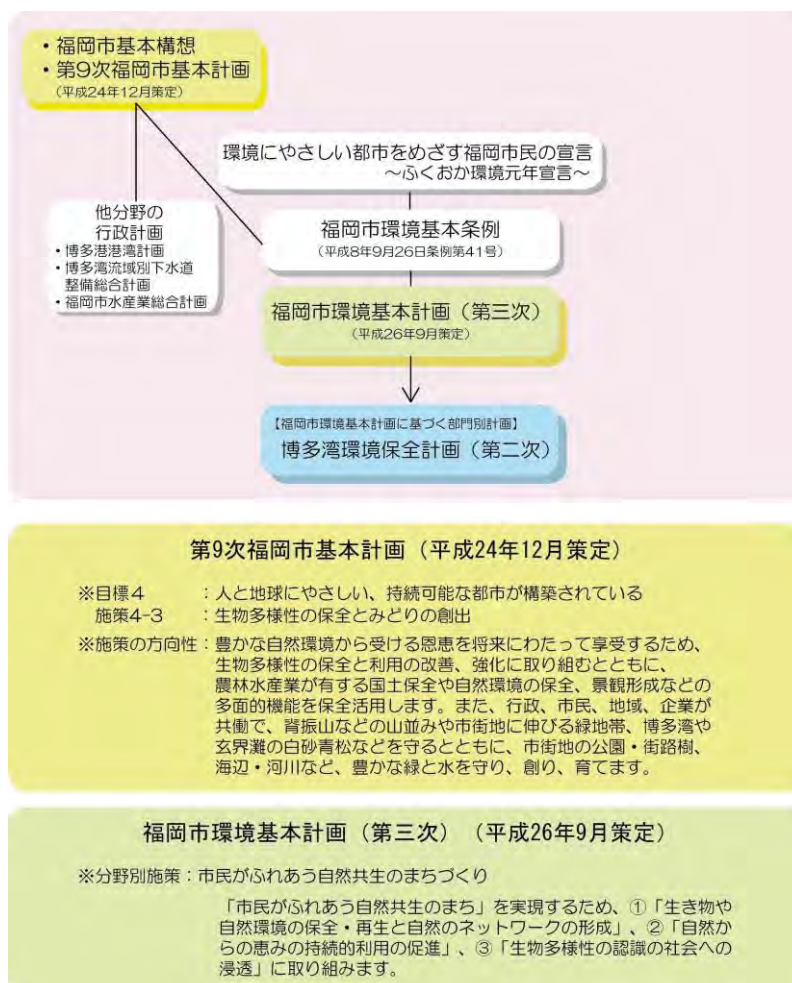 ・福岡市基本構想
・第9次福岡市基本計画
（平成24年12月策定）
環境にやさしい都市をめざす福岡市民の宣言
～ふくおか環境元年宣言～
他分野の
行政計画
・博多港港湾計画
・博多湾流域別下水道
整備総合計画
・福岡市水産業総合計画
福岡市環境基本条例
（平成8年9月26日条例第41号）
福岡市環境基本計画（第三次）
（平成26年9月策定）
【福岡市環境基本計画に基づく部門別計画】
博多湾環境保全計画（第二次）
第9次福岡市基本計画（平成24年12月策定）
※目標4　　　：人と地球にやさしい、持続可能な都市が構築されている
施策4-3　　：生物多様性の保全とみどりの創出
※施策の方向性：豊かな自然環境から受ける恩恵を将来にわたって享受するため、
生物多様性の保全と利用の改善、強化に取り組むとともに、
農林水産業が有する国土保全や自然環境の保全、景観形成などの
多面的機能を保全活用します。また、行政、市民、地域、企業が
共働で、脊振山などの山並みや市街地に伸びる緑地帯、博多湾や
玄界灘の白砂青松などを守るとともに、市街地の公園・街路樹、
海辺・河川など、豊かな緑と水を守り、創り、育てます。
福岡市環境基本計画（第三次）（平成26年9月策定）
※分野別施策：市民がふれあう自然共生のまちづくり
「市民がふれあう自然共生のまち」を実現するため、①「生き物や
自然環境の保全・再生と自然のネットワークの形成」、②「自然か
らの恵みの持続的利用の促進」、③「生物多様性の認識の社会への
浸透」に取り組みます。